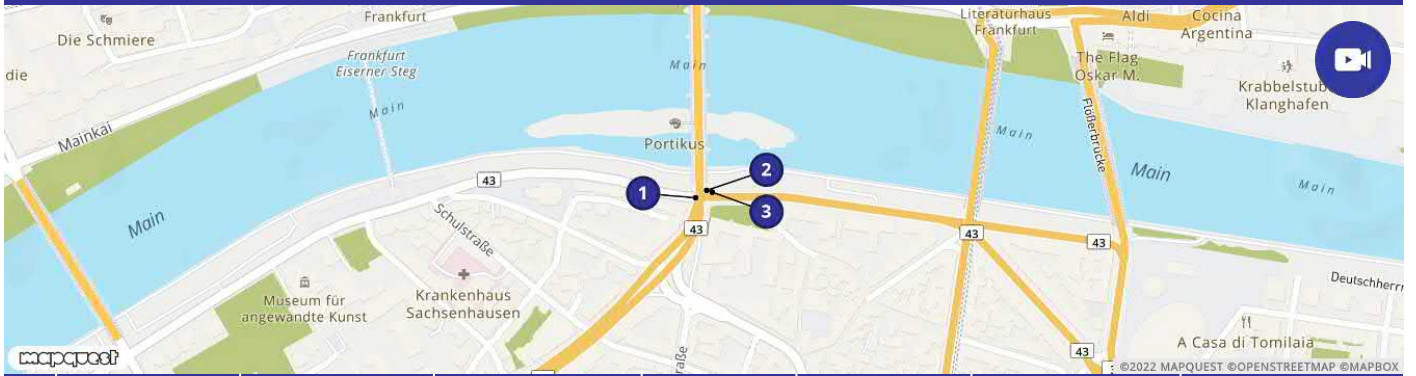 Frankfurt
Die Schmiere
die
Mainkai
Frankfurt
Eiserner Steg
Main
Main
Main
Portikus
Literaturhaus
Frankfurt
Aldi
Cocina
Argentina
The Flag
Oskar M.
Krabbelstub
Klanghafen
Flößerbrücke
Main
Main
Main
1
2
3
43
43
43
43
43
Schulstraße
Krankenhaus
Sachsenhausen
Museum für
angewandte Kunst
raße
Deutschherrn
A Casa di Tomilaia
mapquest
©2022 MAPQUEST ©OPENSTREETMAP ©MAPBOX